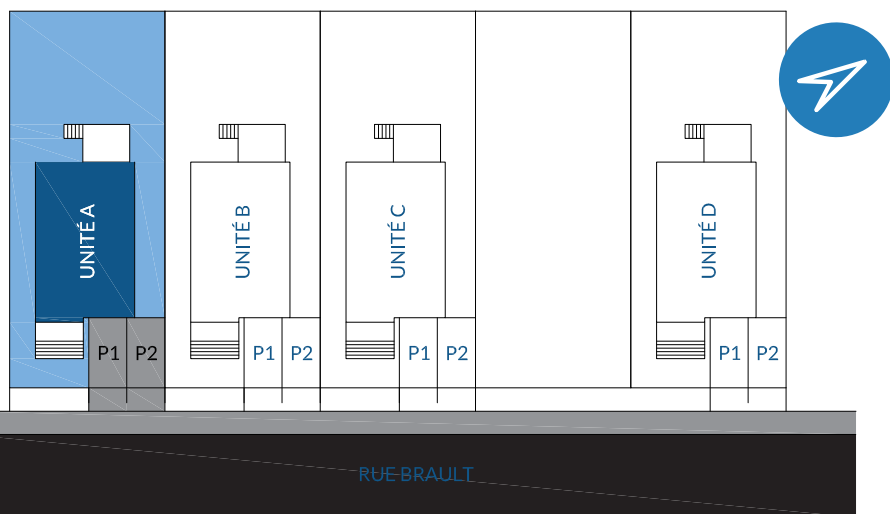 UNITÉ A
UNITÉ B
UNITÉ C
UNITÉ D
P1 P2
P1 P2
P1 P2
P1 P2
RUE BRAULT